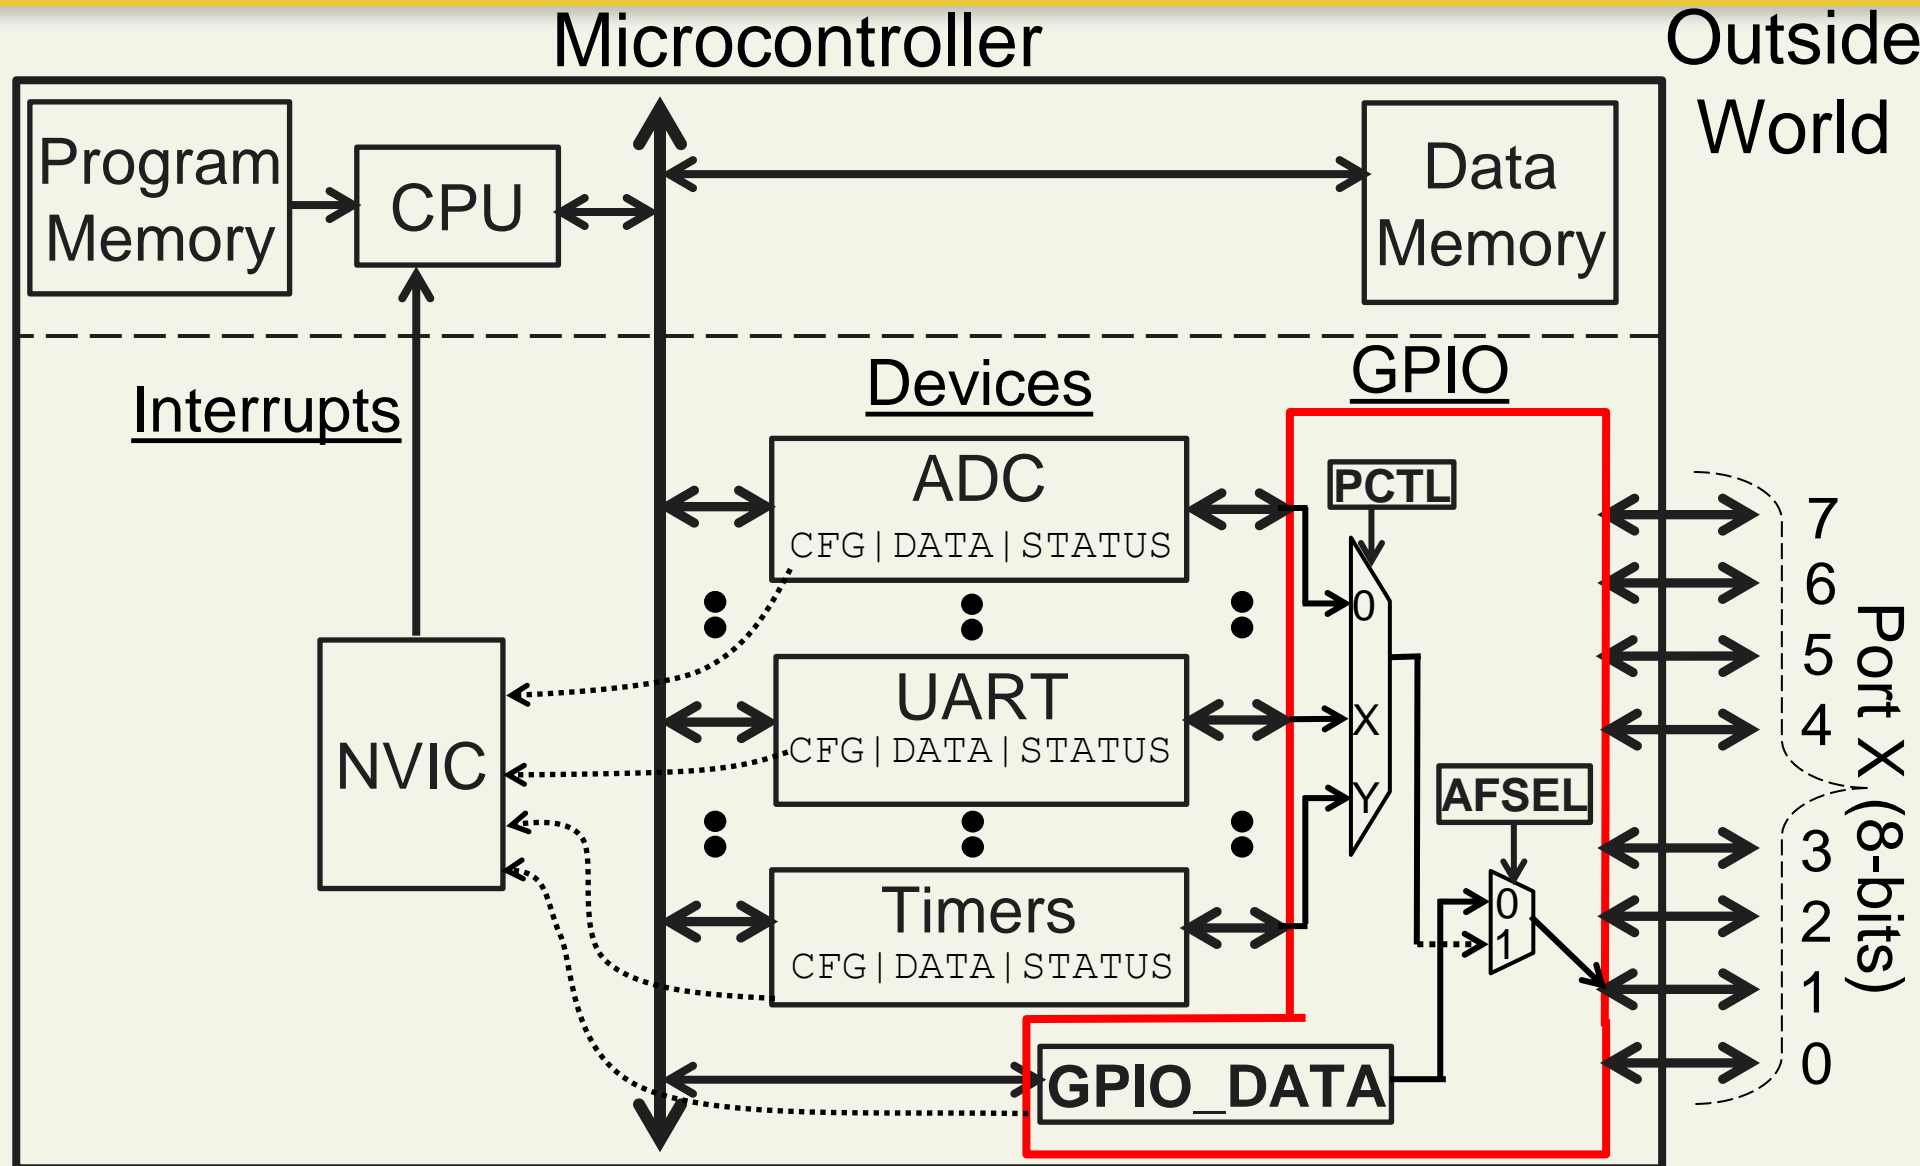 Microcontroller
Outside
World
Program
Memory
CPU
Data
Memory
Interrupts
Devices
GPIO
ADC
CFG|DATA|STATUS
PCTL
0
X
Y
UART
CFG|DATA|STATUS
NVIC
AFSEL
0
1
Timers
CFG|DATA|STATUS
GPIO_DATA
7
6
5
4
3
2
1
0
Port X (8-bits)